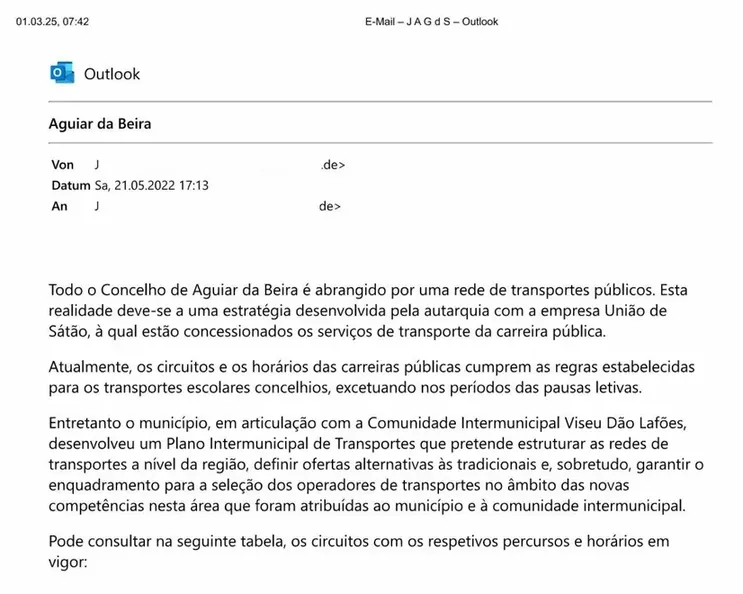 01.03.25, 07:42 E-Mail – J A G d S – Outlook
Outlook
Aguiar da Beira
Von J .de>
Datum Sa, 21.05.2022 17:13
An J de>
Todo o Concelho de Aguiar da Beira é abrangido por uma rede de transportes públicos. Esta
realidade deve-se a uma estratégia desenvolvida pela autarquia com a empresa União de
Sátão, à qual estão concessionados os serviços de transporte da carreira pública.
Atualmente, os circuitos e os horários das carreiras públicas cumprem as regras estabelecidas
para os transportes escolares concelhios, excetuando nos períodos das pausas letivas.
Entretanto o município, em articulação com a Comunidade Intermunicipal Viseu Dão Lafões,
desenvolveu um Plano Intermunicipal de Transportes que pretende estruturar as redes de
transportes a nível da região, definir ofertas alternativas às tradicionais e, sobretudo, garantir o
enquadramento para a seleção dos operadores de transportes no âmbito das novas
competências nesta área que foram atribuídas ao município e à comunidade intermunicipal.
Pode consultar na seguinte tabela, os circuitos com os respetivos percursos e horários em
vigor: